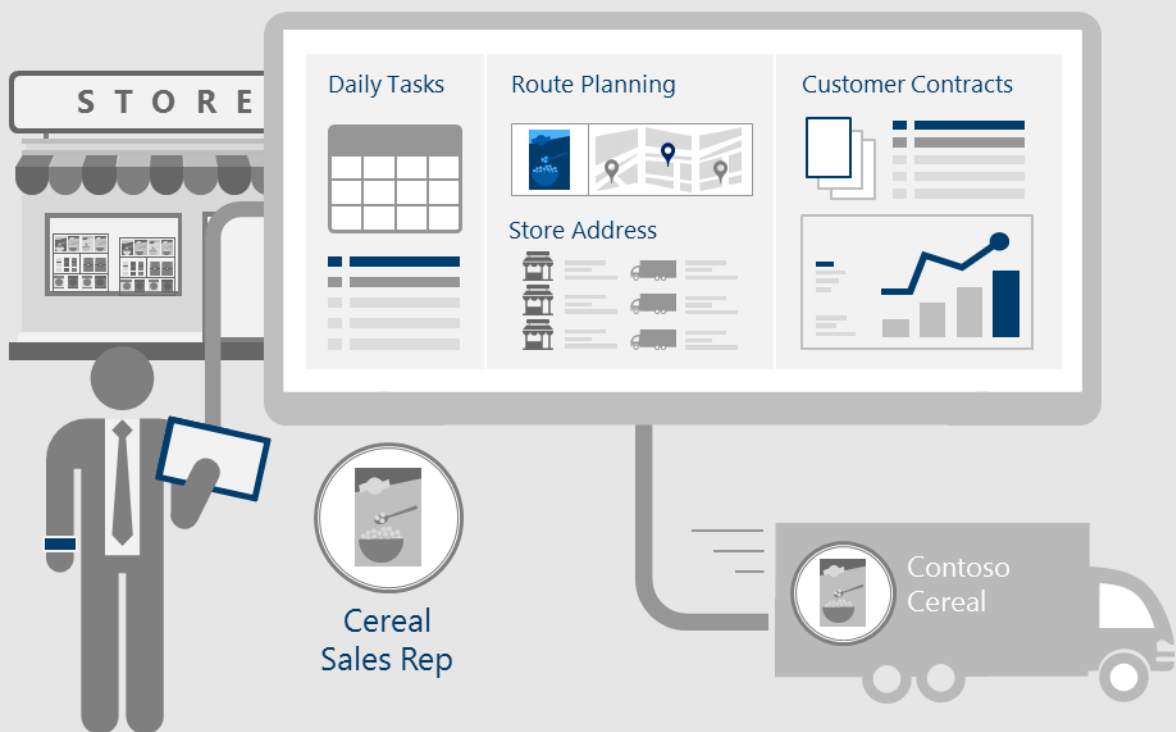 STORE
Daily Tasks
Route Planning
Customer Contracts
Store Address
Cereal
Sales Rep
Contoso
Cereal